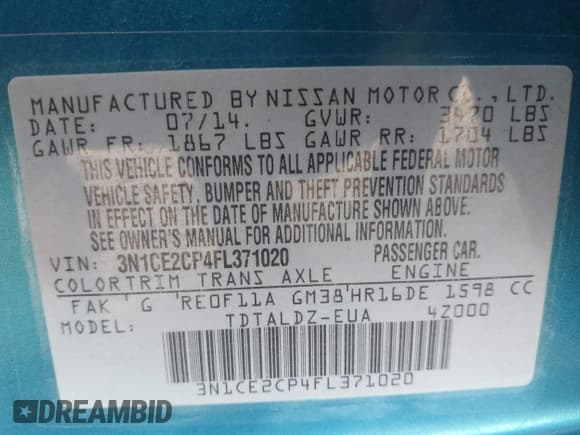 MANUFACTURED BY NISSAN MOTOR CO., LTD.
DATE: 07/14. GVWR: 3470 LBS
GAWR FR: 1867 LBS GAWR RR: 1704 LBS
THIS VEHICLE CONFORMS TO ALL APPLICABLE FEDERAL MOTOR
VEHICLE SAFETY, BUMPER AND THEFT PREVENTION STANDARDS
IN EFFECT ON THE DATE OF MANUFACTURE SHOWN ABOVE.
SEE OWNER'S MANUAL FOR ADDITIONAL INFORMATION.
VIN: 3N1CE2CP4FL371020 PASSENGER CAR.
COLOR TRIM TRANS AXLE ENGINE
FAK G RE0F11A GM38 HR16DE 1598 CC
MODEL: TDTALDZ-EUA 4Z000
3N1CE2CP4FL371020
DREAMBID